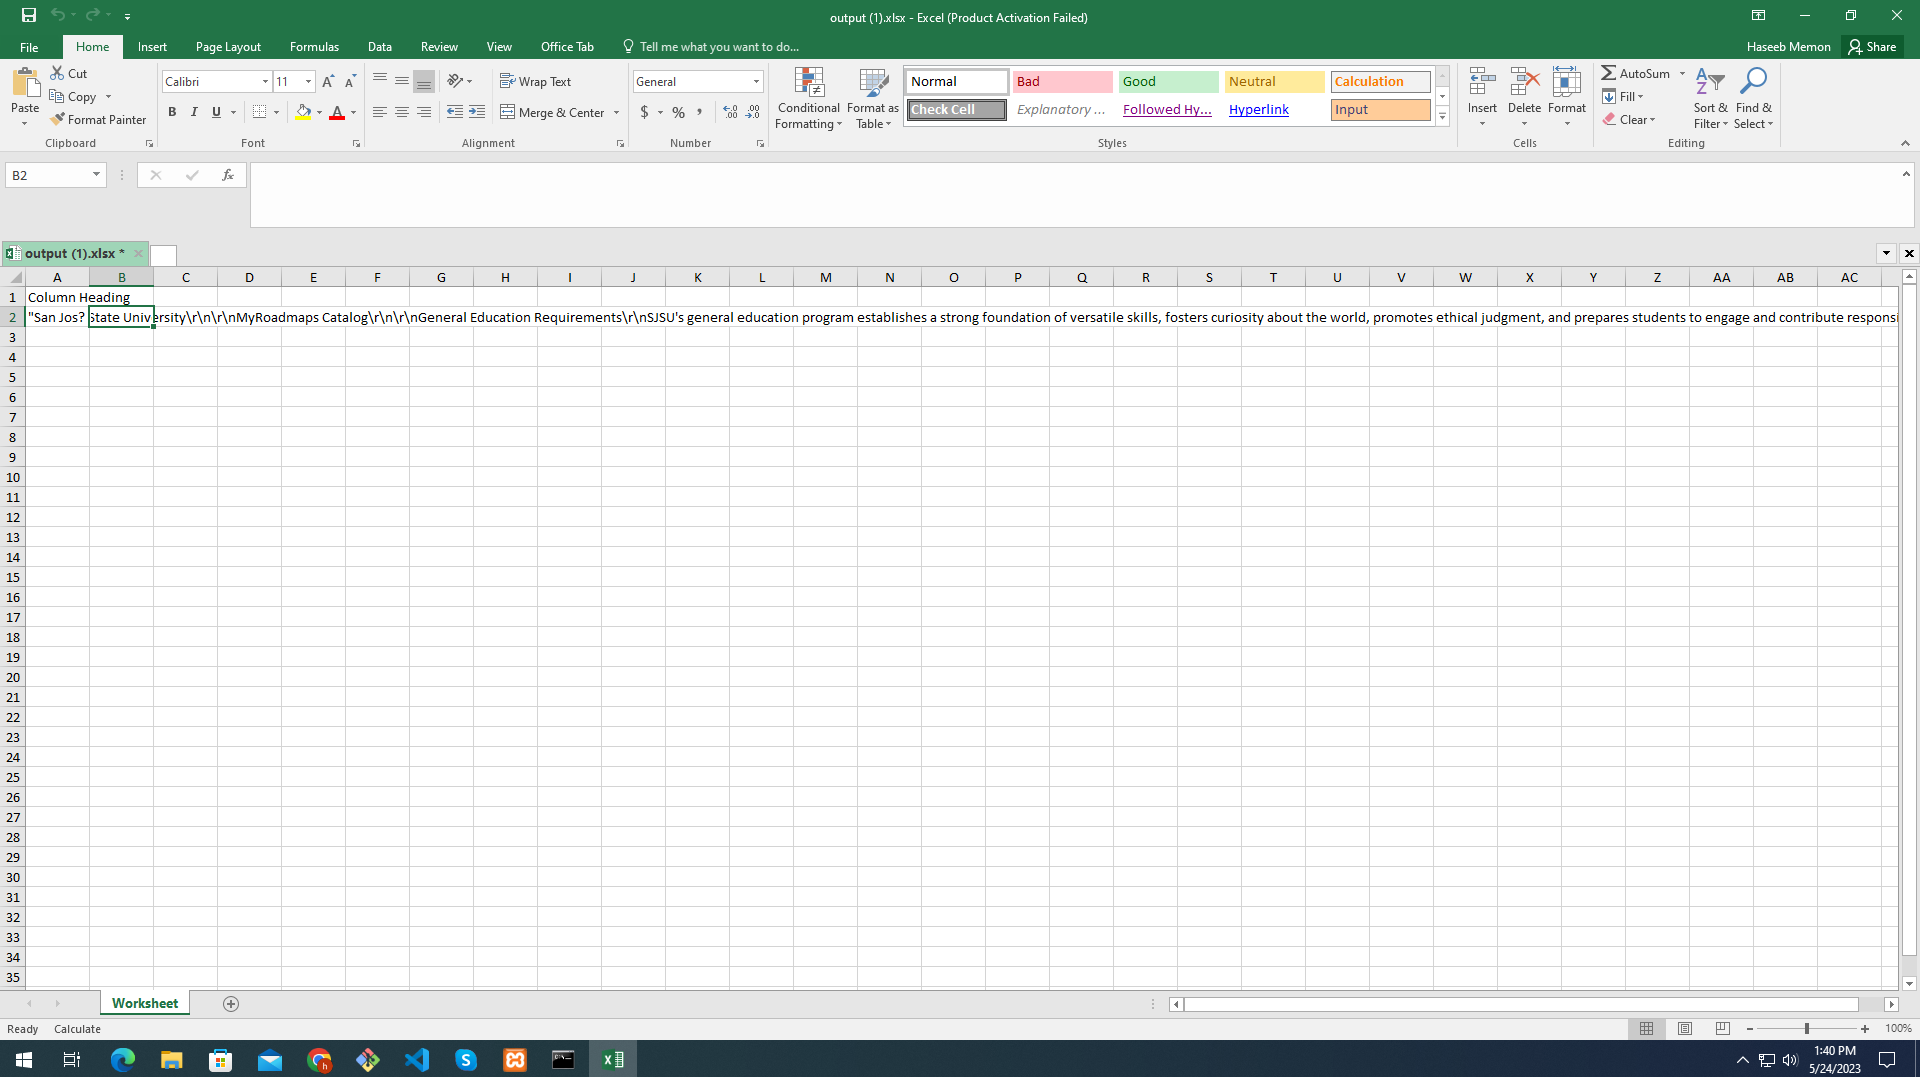 output (1).xlsx - Excel (Product Activation Failed)
File Home Insert Page Layout Formulas Data Review View Office Tab Tell me what you want to do... Haseeb Memon Share
Paste Cut Copy Format Painter Clipboard
Calibri 11 B I U A Font
Wrap Text Merge & Center Alignment
General $ % , Number
Conditional Formatting Format as Table
Normal Bad Good Neutral Calculation
Check Cell Explanatory ... Followed Hy... Hyperlink Input
Styles
Insert Delete Format Cells
AutoSum Fill Clear Sort & Filter Find & Select Editing
B2 fx
output (1).xlsx *
A B C D E F G H I J K L M N O P Q R S T U V W X Y Z AA AB AC
1 Column Heading
2 "San Jos? State University\r\n\r\nMyRoadmaps Catalog\r\n\r\nGeneral Education Requirements\r\nSJSU's general education program establishes a strong foundation of versatile skills, fosters curiosity about the world, promotes ethical judgment, and prepares students to engage and contribute responsi
3
4
5
6
7
8
9
10
11
12
13
14
15
16
17
18
19
20
21
22
23
24
25
26
27
28
29
30
31
32
33
34
35
Worksheet
Ready Calculate 100%
1:40 PM
5/24/2023